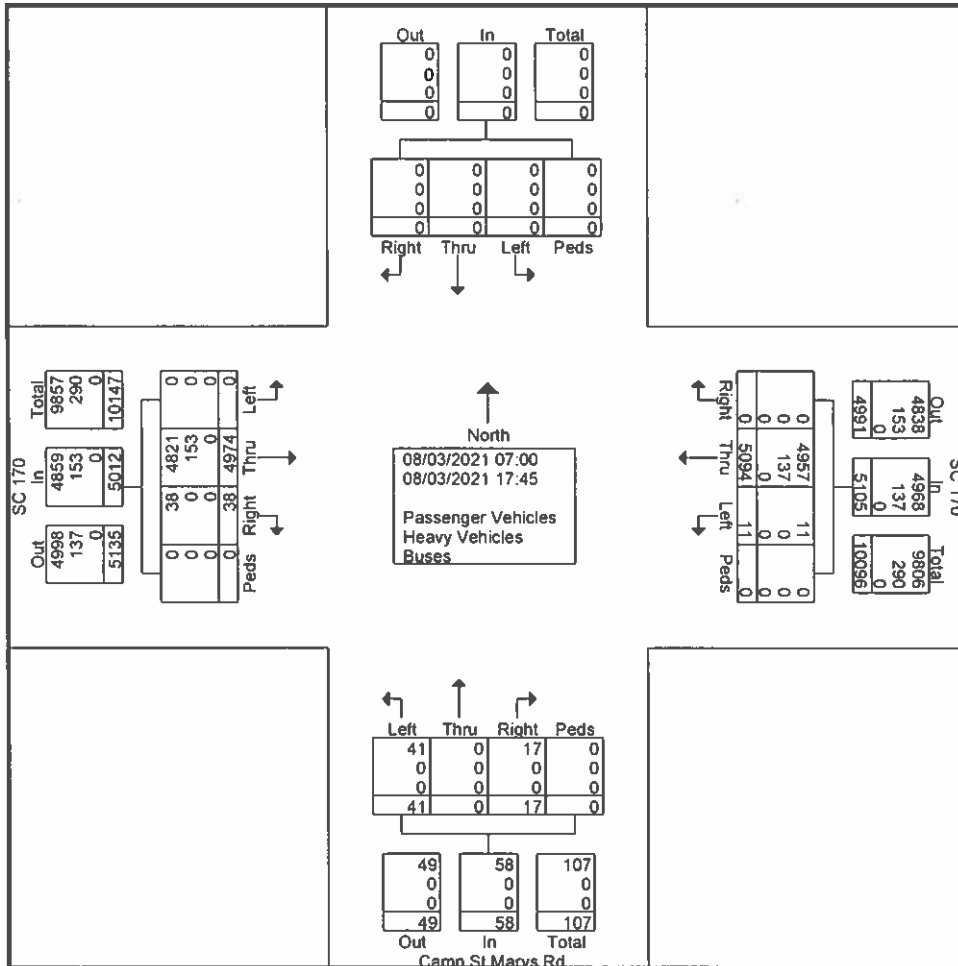 Out In Total
0 0 0
0 0 0
0 0 0
0 0 0
0 0 0 0
0 0 0 0
0 0 0 0
0 0 0 0
Right Thru Left Peds
SC 170
Out In Total
4998 4859 9857
137 153 290
0 0 0
5135 5012 10147
0 38 4821 0
0 0 153 0
0 0 0 0
0 38 4974 0
Peds Right Thru Left
North
08/03/2021 07:00
08/03/2021 17:45
Passenger Vehicles
Heavy Vehicles
Buses
SC 170
Out In Total
4838 4968 9806
153 137 290
0 0 0
4991 5105 10096
0 4957 11 0
0 137 0 0
0 0 0 0
0 5094 11 0
Right Thru Left Peds
Left Thru Right Peds
41 0 17 0
0 0 0 0
0 0 0 0
41 0 17 0
49 58 107
0 0 0
0 0 0
49 58 107
Out In Total
Camp St Marys Rd